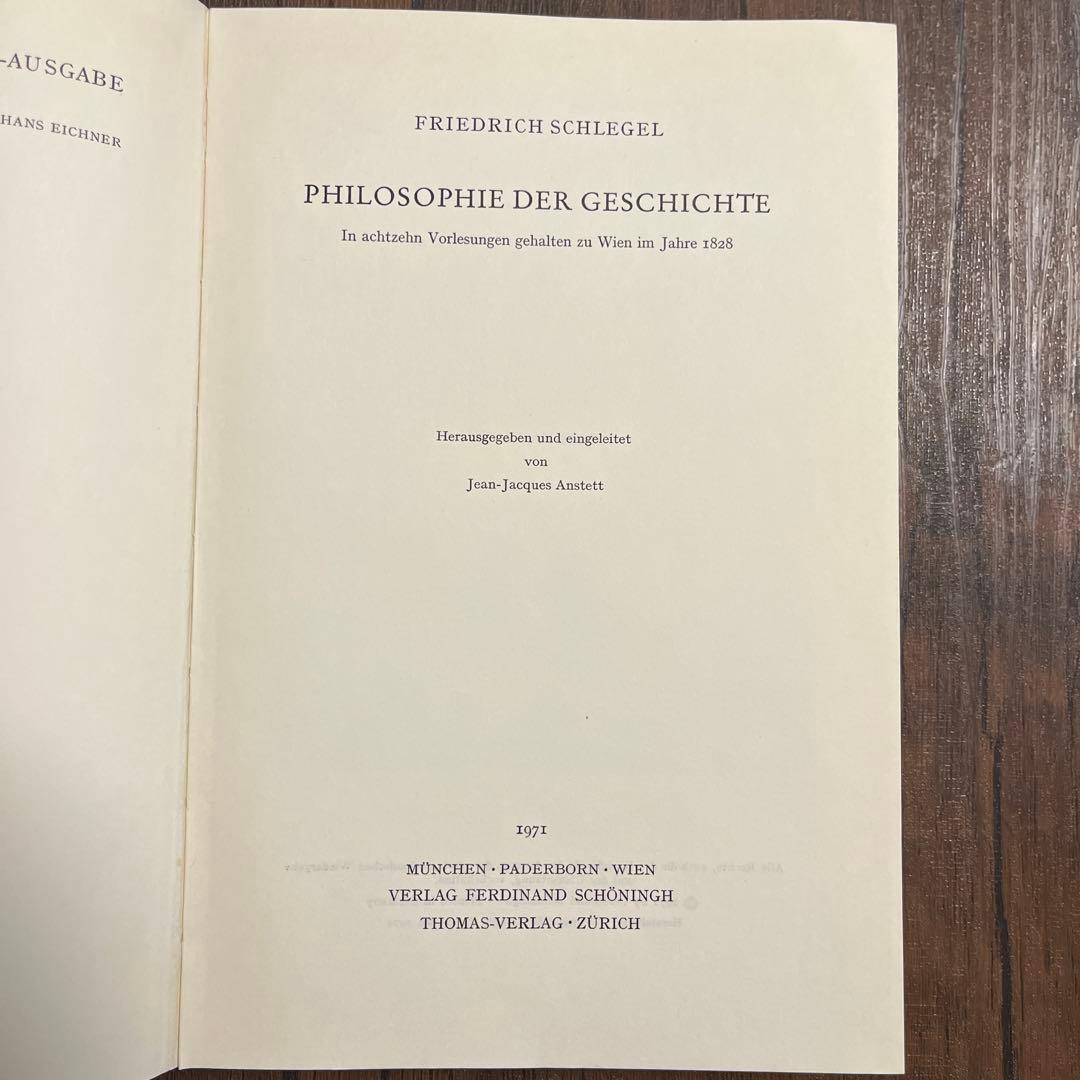 -AUSGABE
HANS EICHNER
FRIEDRICH SCHLEGEL
PHILOSOPHIE DER GESCHICHTE
In achtzehn Vorlesungen gehalten zu Wien im Jahre 1828
Herausgegeben und eingeleitet
von
Jean-Jacques Anstett
1971
MÜNCHEN · PADERBORN · WIEN
VERLAG FERDINAND SCHÖNINGH
THOMAS-VERLAG · ZÜRICH